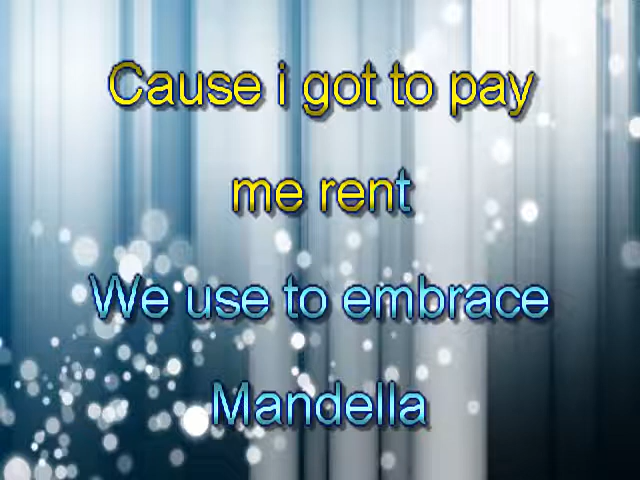 Cause i got to pay
me rent
We use to embrace
Mandella